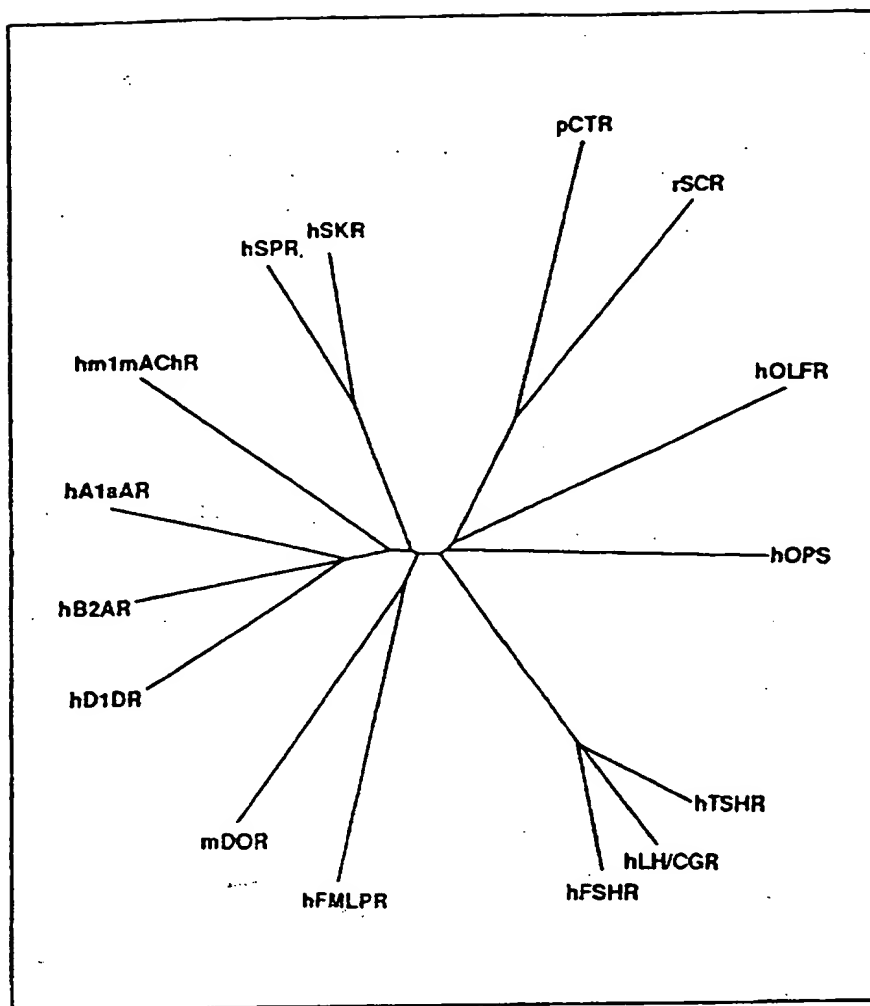 pCTR
rSCR
hSKR
hSPR
hm1mAChR
hOLFR
hA1aAR
hOPS
hB2AR
hD1DR
hTSHR
mDOR
hLH/CGR
hFSHR
hFMLPR